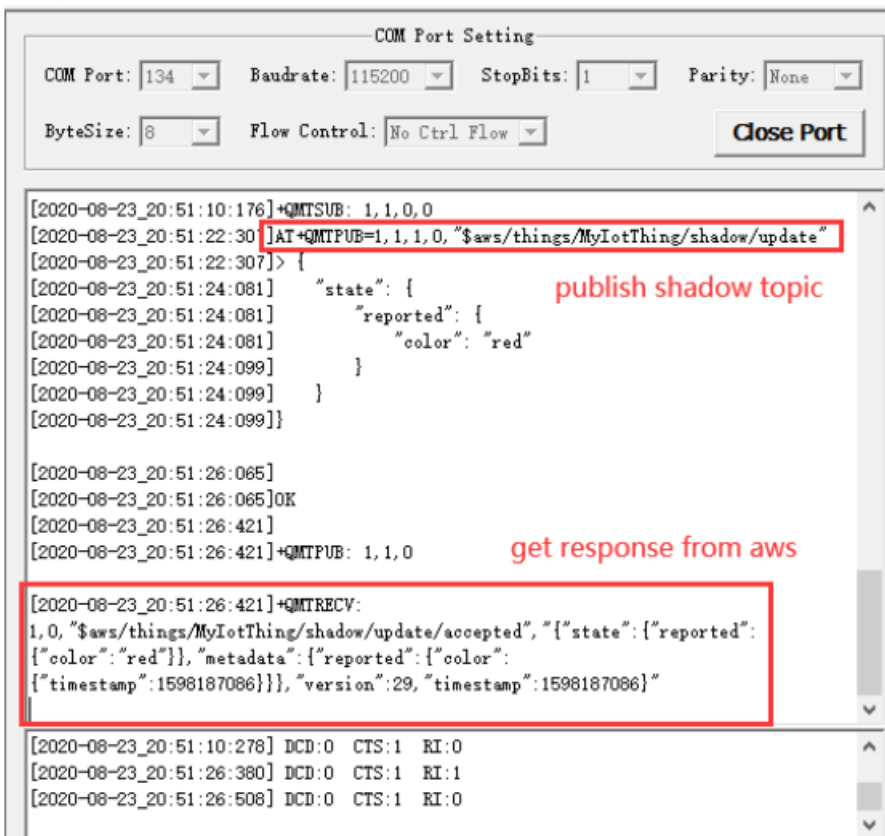 COM Port Setting
COM Port: 134 Baudrate: 115200 StopBits: 1 Parity: None
ByteSize: 8 Flow Control: No Ctrl Flow Close Port
[2020-08-23_20:51:10:176]+QMTSUB: 1,1,0,0
[2020-08-23_20:51:22:307]AT+QMTPUB=1,1,1,0,"$aws/things/MyIotThing/shadow/update"
[2020-08-23_20:51:22:307]> {
[2020-08-23_20:51:24:081]    "state": {
publish shadow topic
[2020-08-23_20:51:24:081]        "reported": {
[2020-08-23_20:51:24:081]            "color": "red"
[2020-08-23_20:51:24:099]        }
[2020-08-23_20:51:24:099]    }
[2020-08-23_20:51:24:099]}
[2020-08-23_20:51:26:065]
[2020-08-23_20:51:26:065]OK
[2020-08-23_20:51:26:421]
[2020-08-23_20:51:26:421]+QMTPUB: 1,1,0
get response from aws
[2020-08-23_20:51:26:421]+QMTRECV:
1,0,"$aws/things/MyIotThing/shadow/update/accepted","{"state":{"reported":
{"color":"red"}},"metadata":{"reported":{"color":
{"timestamp":1598187086}}},"version":29,"timestamp":1598187086}"
[2020-08-23_20:51:10:278] DCD:0 CTS:1 RI:0
[2020-08-23_20:51:26:380] DCD:0 CTS:1 RI:1
[2020-08-23_20:51:26:508] DCD:0 CTS:1 RI:0